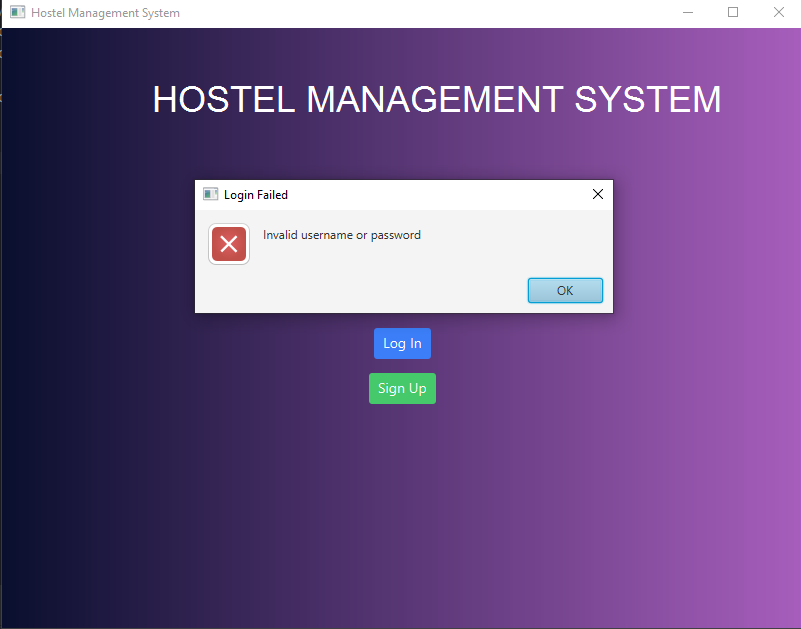 Hostel Management System
HOSTEL MANAGEMENT SYSTEM
Login Failed
Invalid username or password
OK
Log In
Sign Up